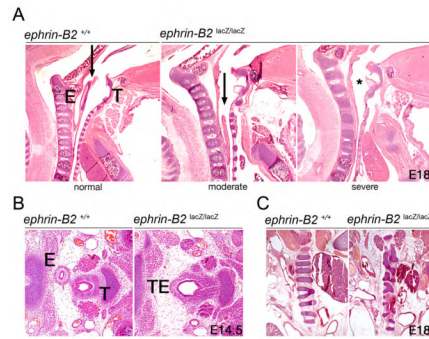 A
ephrin-B2 +/+
ephrin-B2 lacZ/lacZ
E
T
*
normal
moderate
severe
E18
B
ephrin-B2 +/+
ephrin-B2 lacZ/lacZ
E
T
TE
E14.5
C
ephrin-B2 +/+
ephrin-B2 lacZ/lacZ
E18